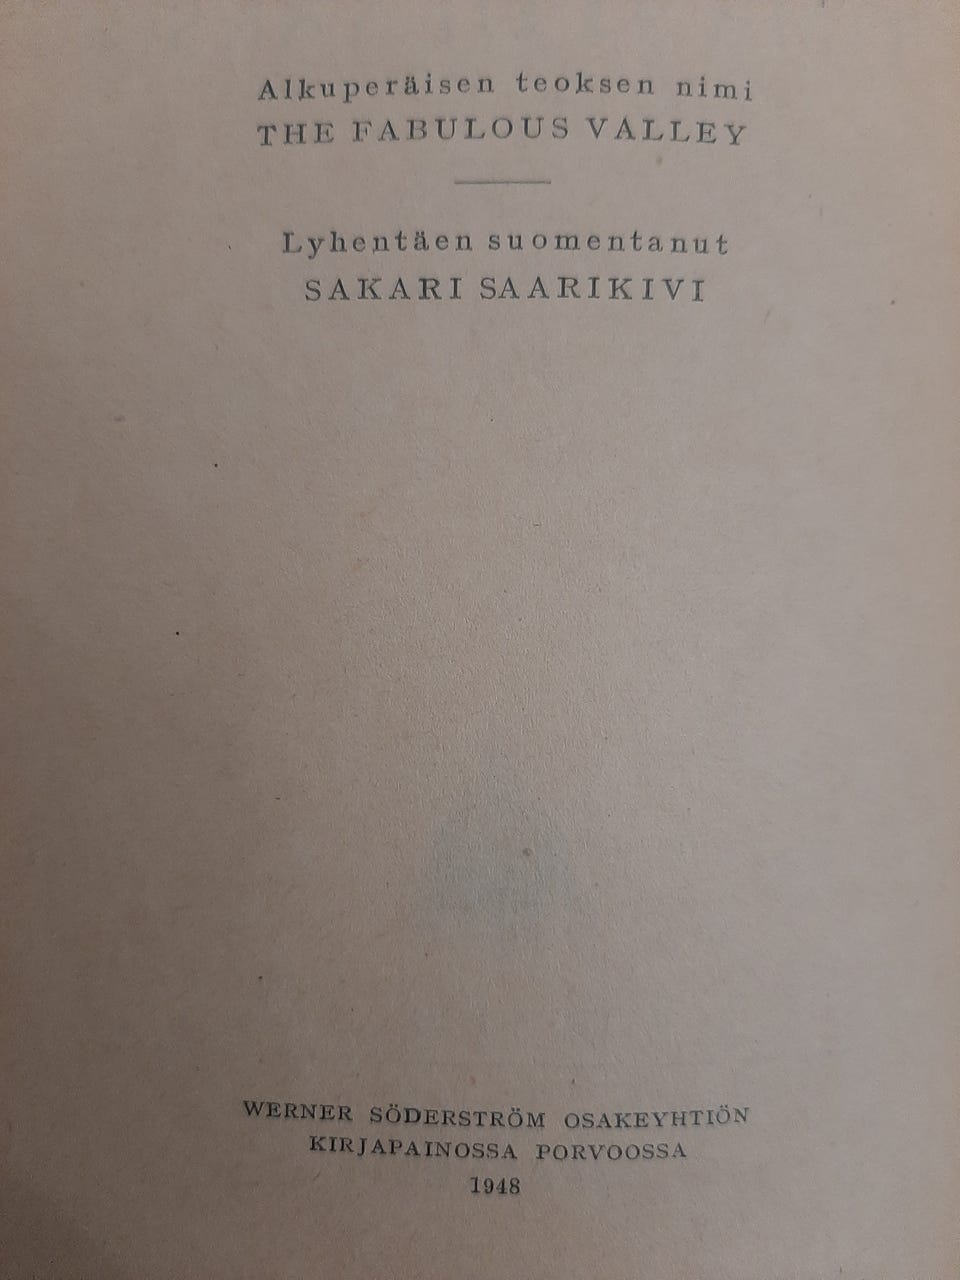 Alkuperäisen teoksen nimi
THE FABULOUS VALLEY
Lyhentäen suomentanut
SAKARI SAARIKIVI
WERNER SÖDERSTRÖM OSAKEYHTIÖN
KIRJAPAINOSSA PORVOOSSA
1948